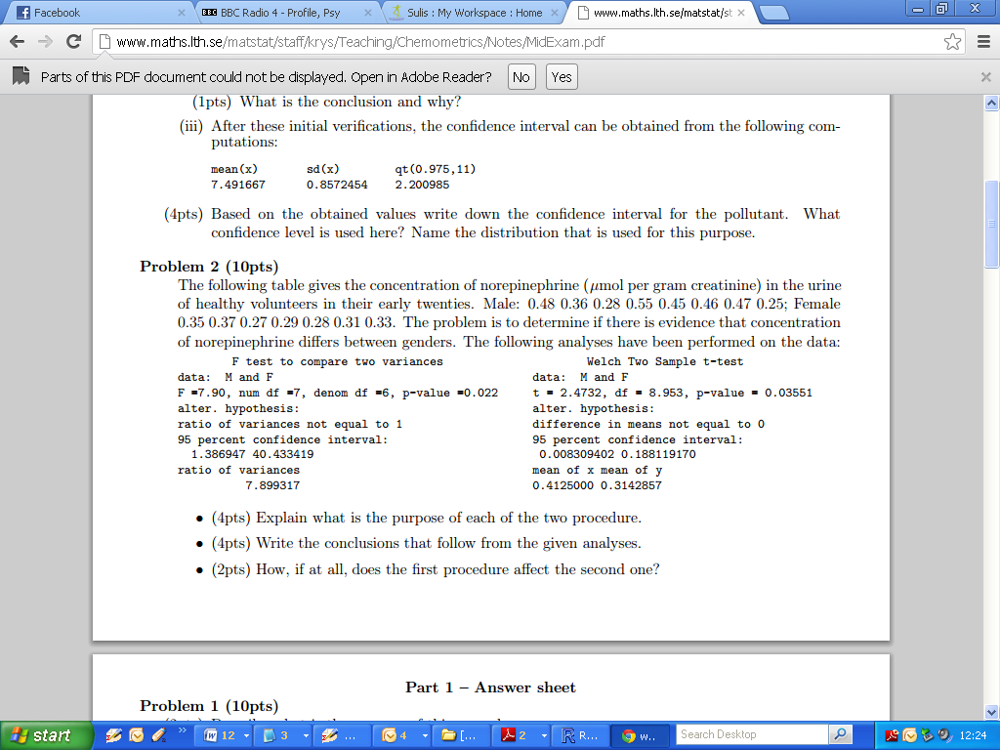 Facebook
BBC BBC Radio 4 - Profile, Psy
Sulis : My Workspace : Home
www.maths.lth.se/matstat/st
www.maths.lth.se/matstat/staff/krys/Teaching/Chemometrics/Notes/MidExam.pdf
Parts of this PDF document could not be displayed. Open in Adobe Reader? No Yes
(1pts) What is the conclusion and why?
(iii) After these initial verifications, the confidence interval can be obtained from the following com-
putations:
mean(x) sd(x) qt(0.975,11)
7.491667 0.8572454 2.200985
(4pts) Based on the obtained values write down the confidence interval for the pollutant. What
confidence level is used here? Name the distribution that is used for this purpose.
Problem 2 (10pts)
The following table gives the concentration of norepinephrine (μmol per gram creatinine) in the urine
of healthy volunteers in their early twenties. Male: 0.48 0.36 0.28 0.55 0.45 0.46 0.47 0.25; Female
0.35 0.37 0.27 0.29 0.28 0.31 0.33. The problem is to determine if there is evidence that concentration
of norepinephrine differs between genders. The following analyses have been performed on the data:
F test to compare two variances
data: M and F
F =7.90, num df =7, denom df =6, p-value =0.022
alter. hypothesis:
ratio of variances not equal to 1
95 percent confidence interval:
1.386947 40.433419
ratio of variances
7.899317
Welch Two Sample t-test
data: M and F
t = 2.4732, df = 8.953, p-value = 0.03551
alter. hypothesis:
difference in means not equal to 0
95 percent confidence interval:
0.008309402 0.188119170
mean of x mean of y
0.4125000 0.3142857
• (4pts) Explain what is the purpose of each of the two procedure.
• (4pts) Write the conclusions that follow from the given analyses.
• (2pts) How, if at all, does the first procedure affect the second one?
Part 1 – Answer sheet
Problem 1 (10pts)
start
12
3
...
4
[...
2
R...
w..
Search Desktop
12:24